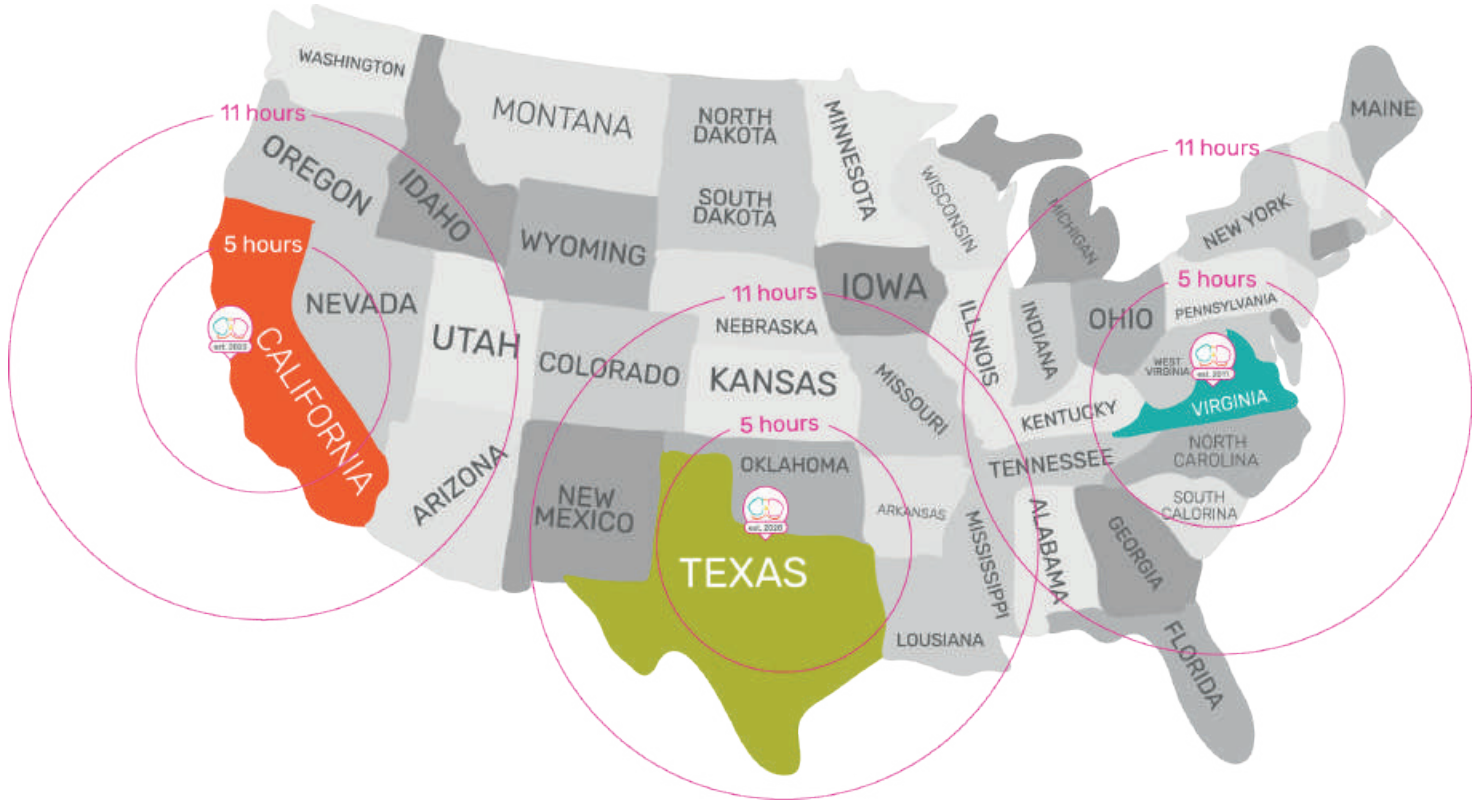 WASHINGTON
MONTANA
NORTH
DAKOTA
MINNESOTA
MAINE
11 hours
OREGON
IDAHO
SOUTH
DAKOTA
WISCONSIN
MICHIGAN
11 hours
NEW YORK
WYOMING
5 hours
NEVADA
UTAH
IOWA
11 hours
NEBRASKA
ILLINOIS
INDIANA
OHIO
5 hours
PENNSYLVANIA
CALIFORNIA
COLORADO
KANSAS
MISSOURI
KENTUCKY
WEST
VIRGINIA
est. 2011
VIRGINIA
5 hours
ARIZONA
NEW
MEXICO
OKLAHOMA
est. 2020
ARKANSAS
TENNESSEE
NORTH
CAROLINA
SOUTH
CALORINA
TEXAS
MISSISSIPPI
ALABAMA
GEORGIA
LOUSIANA
FLORIDA